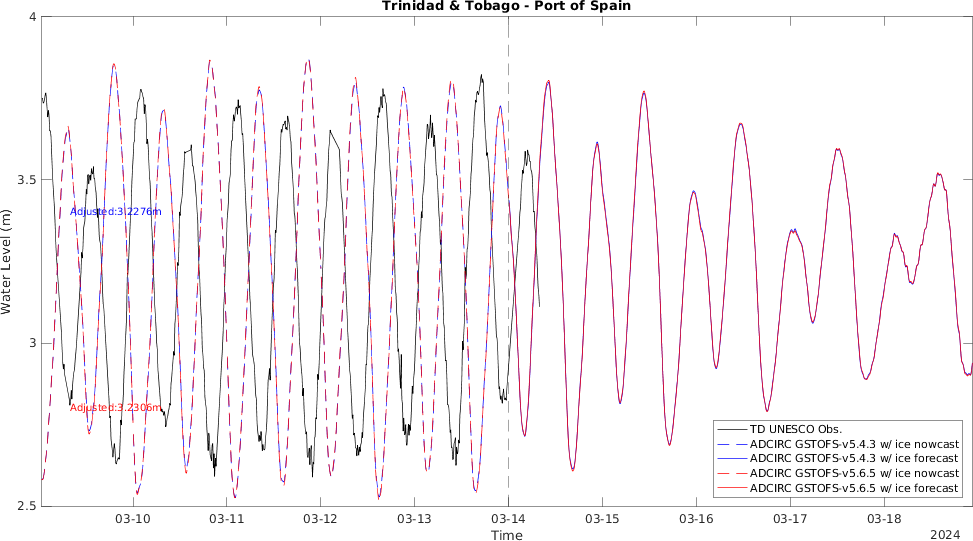 Trinidad & Tobago - Port of Spain
4
3.5
3
2.5
Water Level (m)
Adjusted:3.2276m
Adjusted:3.2306m
TD UNESCO Obs.
ADCIRC GSTOFS-v5.4.3 w/ ice nowcast
ADCIRC GSTOFS-v5.4.3 w/ ice forecast
ADCIRC GSTOFS-v5.6.5 w/ ice nowcast
ADCIRC GSTOFS-v5.6.5 w/ ice forecast
03-10 03-11 03-12 03-13 03-14 03-15 03-16 03-17 03-18
Time
2024